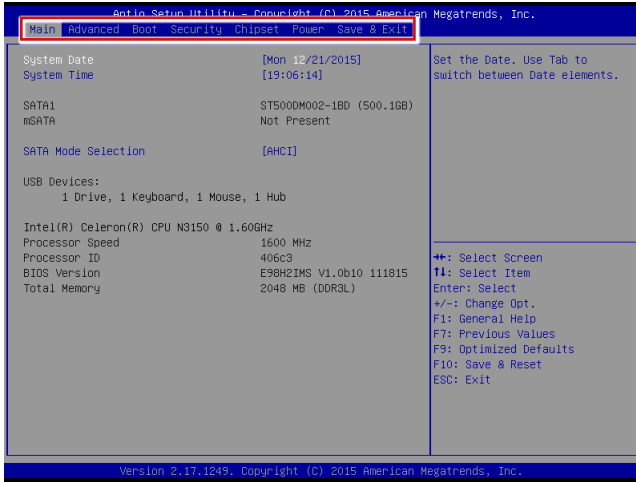 Aptio Setup Utility – Copyright (C) 2015 American Megatrends, Inc.
Main Advanced Boot Security Chipset Power Save & Exit
System Date [Mon 12/21/2015]
System Time [19:06:14]
SATA1 ST500DM002-1BD (500.1GB)
mSATA Not Present
SATA Mode Selection [AHCI]
USB Devices:
1 Drive, 1 Keyboard, 1 Mouse, 1 Hub
Intel(R) Celeron(R) CPU N3150 @ 1.60GHz
Processor Speed 1600 MHz
Processor ID 406c3
BIOS Version E98H2IMS V1.0b10 111815
Total Memory 2048 MB (DDR3L)
Set the Date. Use Tab to
switch between Date elements.
→←: Select Screen
↑↓: Select Item
Enter: Select
+/-: Change Opt.
F1: General Help
F7: Previous Values
F9: Optimized Defaults
F10: Save & Reset
ESC: Exit
Version 2.17.1249. Copyright (C) 2015 American Megatrends, Inc.